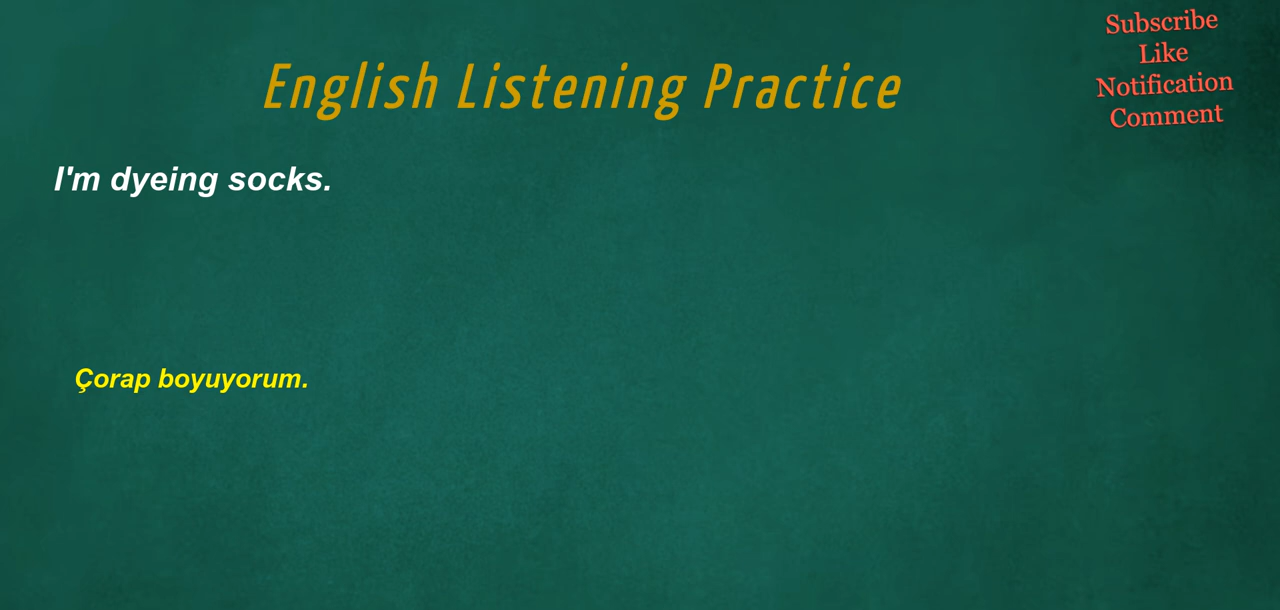 English Listening Practice
Subscribe
Like
Notification
Comment
I'm dyeing socks.
Çorap boyuyorum.